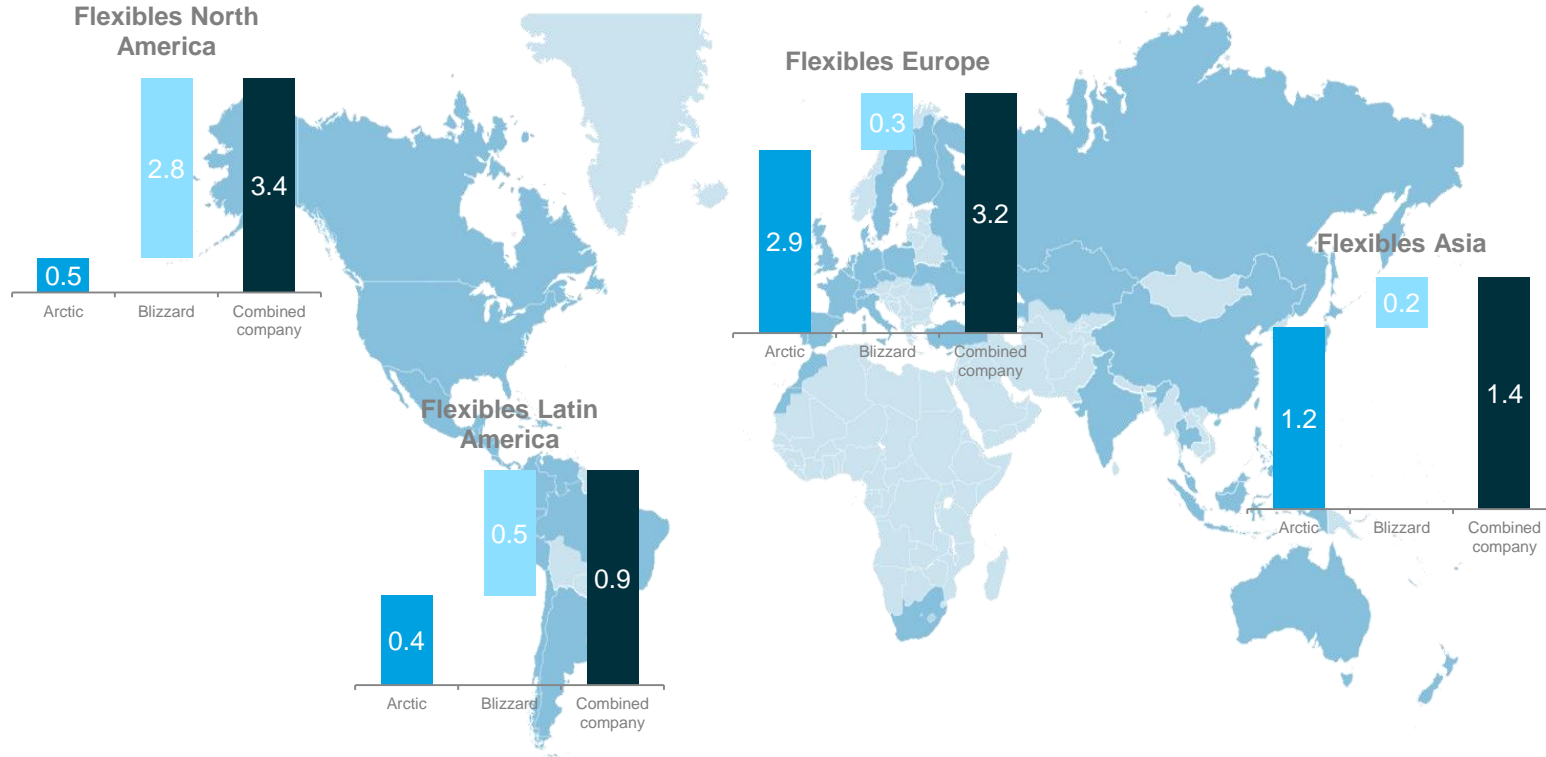 Flexibles North
America
2.8
3.4
0.5
Arctic
Blizzard
Combined
company
Flexibles Europe
0.3
2.9
3.2
Arctic
Blizzard
Combined
company
Flexibles Asia
0.2
1.2
1.4
Arctic
Blizzard
Combined
company
Flexibles Latin
America
0.5
0.9
0.4
Arctic
Blizzard
Combined
company